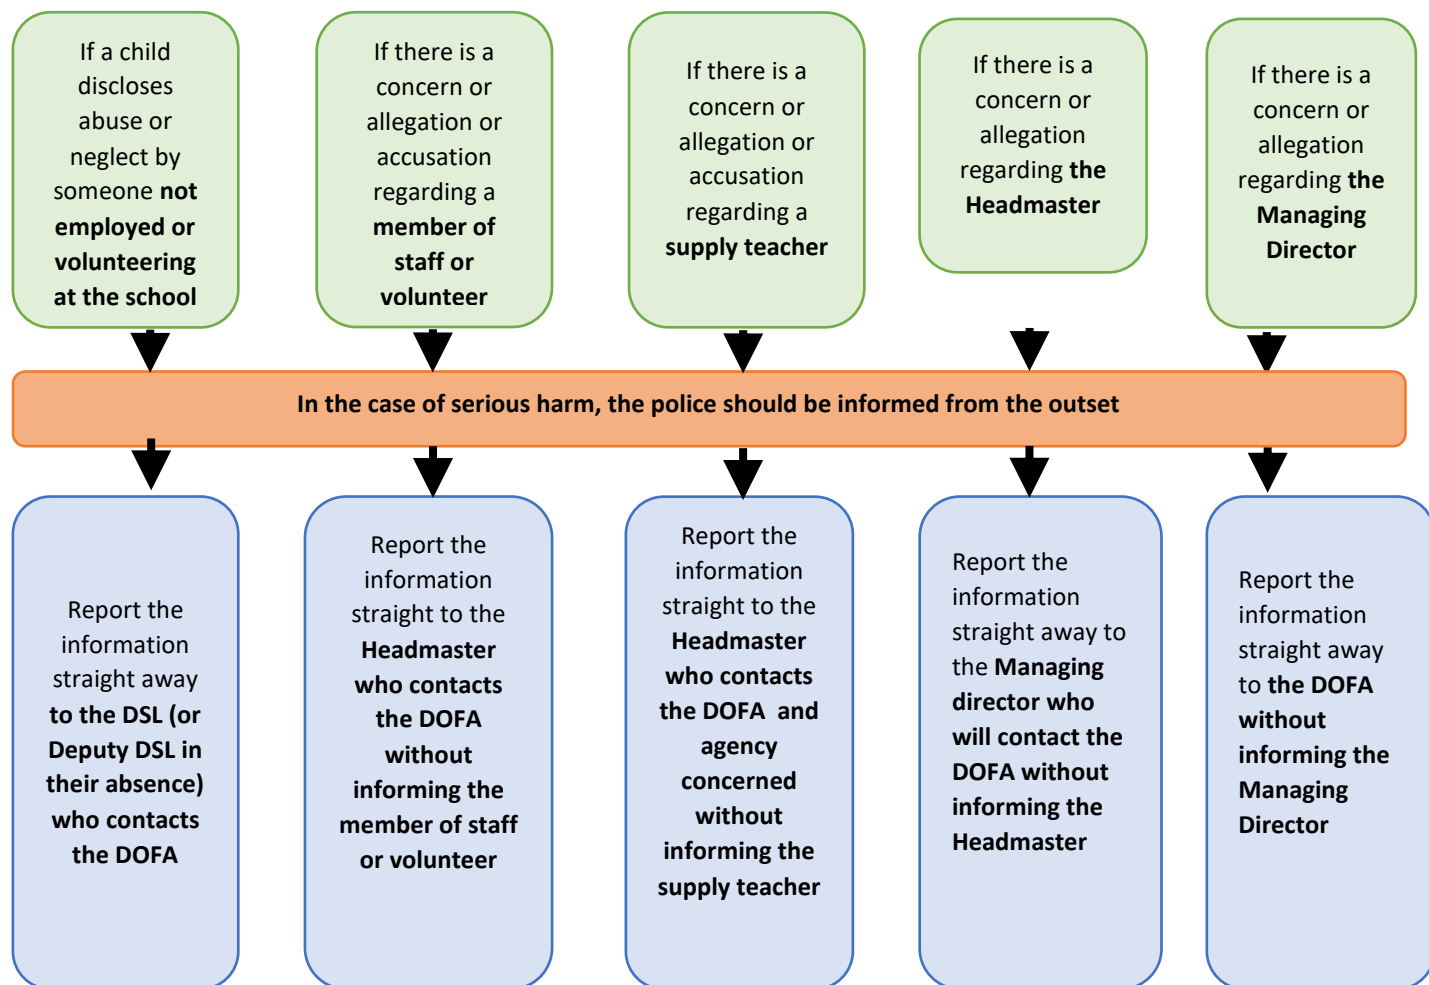 If a child
discloses
abuse or
neglect by
someone not
employed or
volunteering
at the school
If there is a
concern or
allegation or
accusation
regarding a
member of
staff or
volunteer
If there is a
concern or
allegation or
accusation
regarding a
supply teacher
If there is a
concern or
allegation
regarding the
Headmaster
If there is a
concern or
allegation
regarding the
Managing
Director
In the case of serious harm, the police should be informed from the outset
Report the
information
straight away
to the DSL (or
Deputy DSL in
their absence)
who contacts
the DOFA
Report the
information
straight to the
Headmaster
who contacts
the DOFA
without
informing the
member of staff
or volunteer
Report the
information
straight to the
Headmaster
who contacts
the DOFA and
agency
concerned
without
informing the
supply teacher
Report the
information
straight away to
the Managing
director who
will contact the
DOFA without
informing the
Headmaster
Report the
information
straight away
to the DOFA
without
informing the
Managing
Director